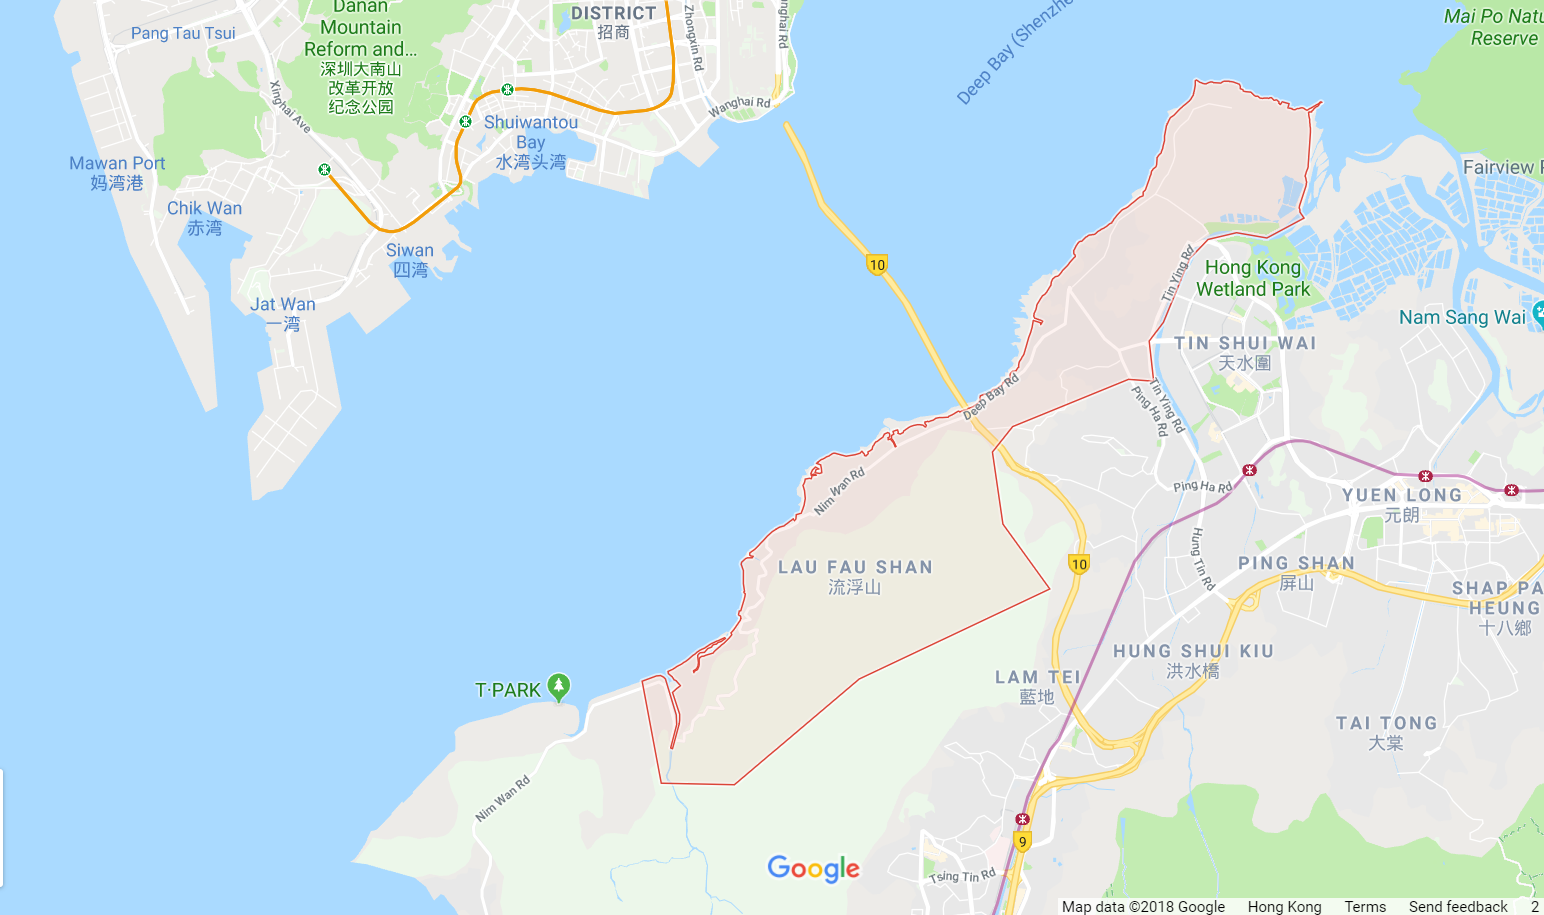 Danan
Mountain
Reform and...
深圳大南山
改革开放
纪念公园
DISTRICT
招商
Pang Tau Tsui
Zhongxin Rd
Wanghai Rd
Xinghai Ave
Shuiwantou
Bay
水湾头湾
Mawan Port
妈湾港
Chik Wan
赤湾
Siwan
四湾
Jat Wan
一湾
Deep Bay (Shenzhe
Mai Po Natu
Reserve
Fairview
10
Hong Kong
Wetland Park
Tin Ying Rd
Nam Sang Wai
TIN SHUI WAI
天水圍
Deep Bay Rd
Tin Ying Rd
Ping Ha Rd
Nim Wan Rd
Ping Ha Rd
YUEN LONG
元朗
Hung Tin Rd
10
PING SHAN
屏山
LAU FAU SHAN
流浮山
SHAP PA
HEUNG
十八鄉
HUNG SHUI KIU
洪水橋
LAM TEI
藍地
T·PARK
TAI TONG
大棠
Nim Wan Rd
9
Tsing Tin Rd
Google
Map data ©2018 Google Hong Kong Terms Send feedback 2